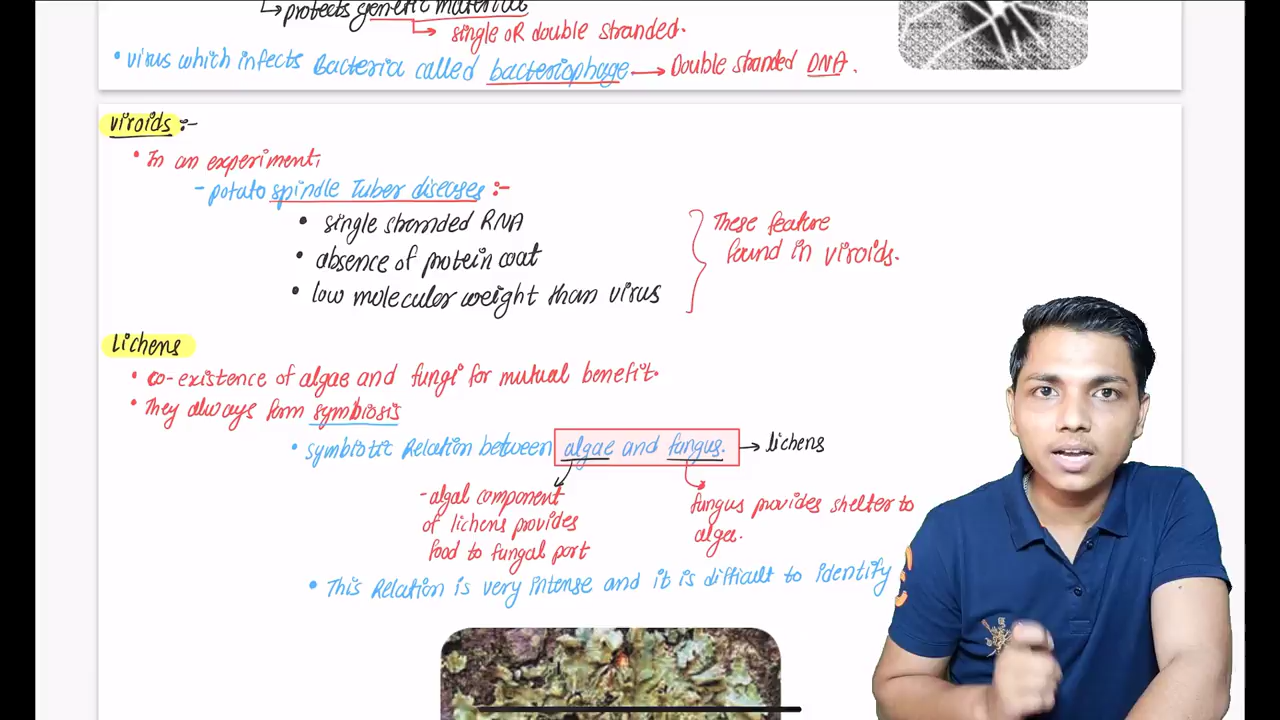 ↳ protects genetic material
→ single or double stranded.
• virus which infects Bacteria called bacteriophage → Double stranded DNA.
Viroids :-
• In an experiment,
- potato spindle Tuber diseases :-
• single stranded RNA
• absence of protein coat
• low molecular weight than virus
These feature
found in viroids.
Lichens
• co-existence of algae and fungi for mutual benefit.
• They always form symbiosis
• symbiotic Relation between algae and fungus. → lichens
- algal component
of lichens provides
food to fungal part
fungus provides shelter to
algae.
• This Relation is very intense and it is difficult to identify